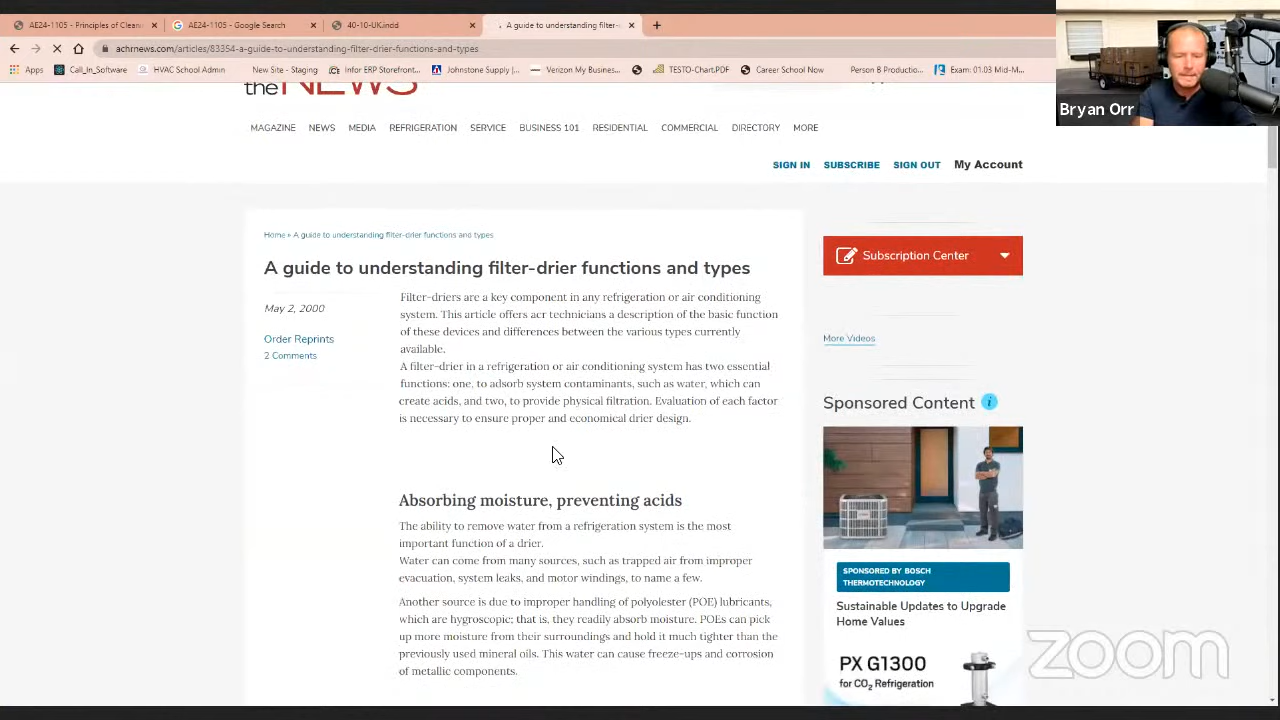 AE24-1105 - Principles of Clean
AE24-1105 - Google Search
40-10-UK.indd
A guide to understanding filter-
achrnews.com/articles/83354-a-guide-to-understanding-filter-drier-functions-and-types
Apps
Call_In_Software
HVAC School Admin
New Site - Staging
Infor ERP Storefront...
Johnstone Supply |...
Verizon My Business...
TESTO-Chart.PDF
Career School Now
Person B Production...
Exam: 01.03 Mid-M...
Bryan Orr
the NEWS
MAGAZINE NEWS MEDIA REFRIGERATION SERVICE BUSINESS 101 RESIDENTIAL COMMERCIAL DIRECTORY MORE
SIGN IN SUBSCRIBE SIGN OUT My Account
Home » A guide to understanding filter-drier functions and types
A guide to understanding filter-drier functions and types
May 2, 2000
Order Reprints
2 Comments
Filter-driers are a key component in any refrigeration or air conditioning
system. This article offers acr technicians a description of the basic function
of these devices and differences between the various types currently
available.
A filter-drier in a refrigeration or air conditioning system has two essential
functions: one, to adsorb system contaminants, such as water, which can
create acids, and two, to provide physical filtration. Evaluation of each factor
is necessary to ensure proper and economical drier design.
Absorbing moisture, preventing acids
The ability to remove water from a refrigeration system is the most
important function of a drier.
Water can come from many sources, such as trapped air from improper
evacuation, system leaks, and motor windings, to name a few.
Another source is due to improper handling of polyolester (POE) lubricants,
which are hygroscopic; that is, they readily absorb moisture. POEs can pick
up more moisture from their surroundings and hold it much tighter than the
previously used mineral oils. This water can cause freeze-ups and corrosion
of metallic components.
Subscription Center
More Videos
Sponsored Content
SPONSORED BY BOSCH
THERMOTECHNOLOGY
Sustainable Updates to Upgrade
Home Values
PX G1300
for CO2 Refrigeration
zoom